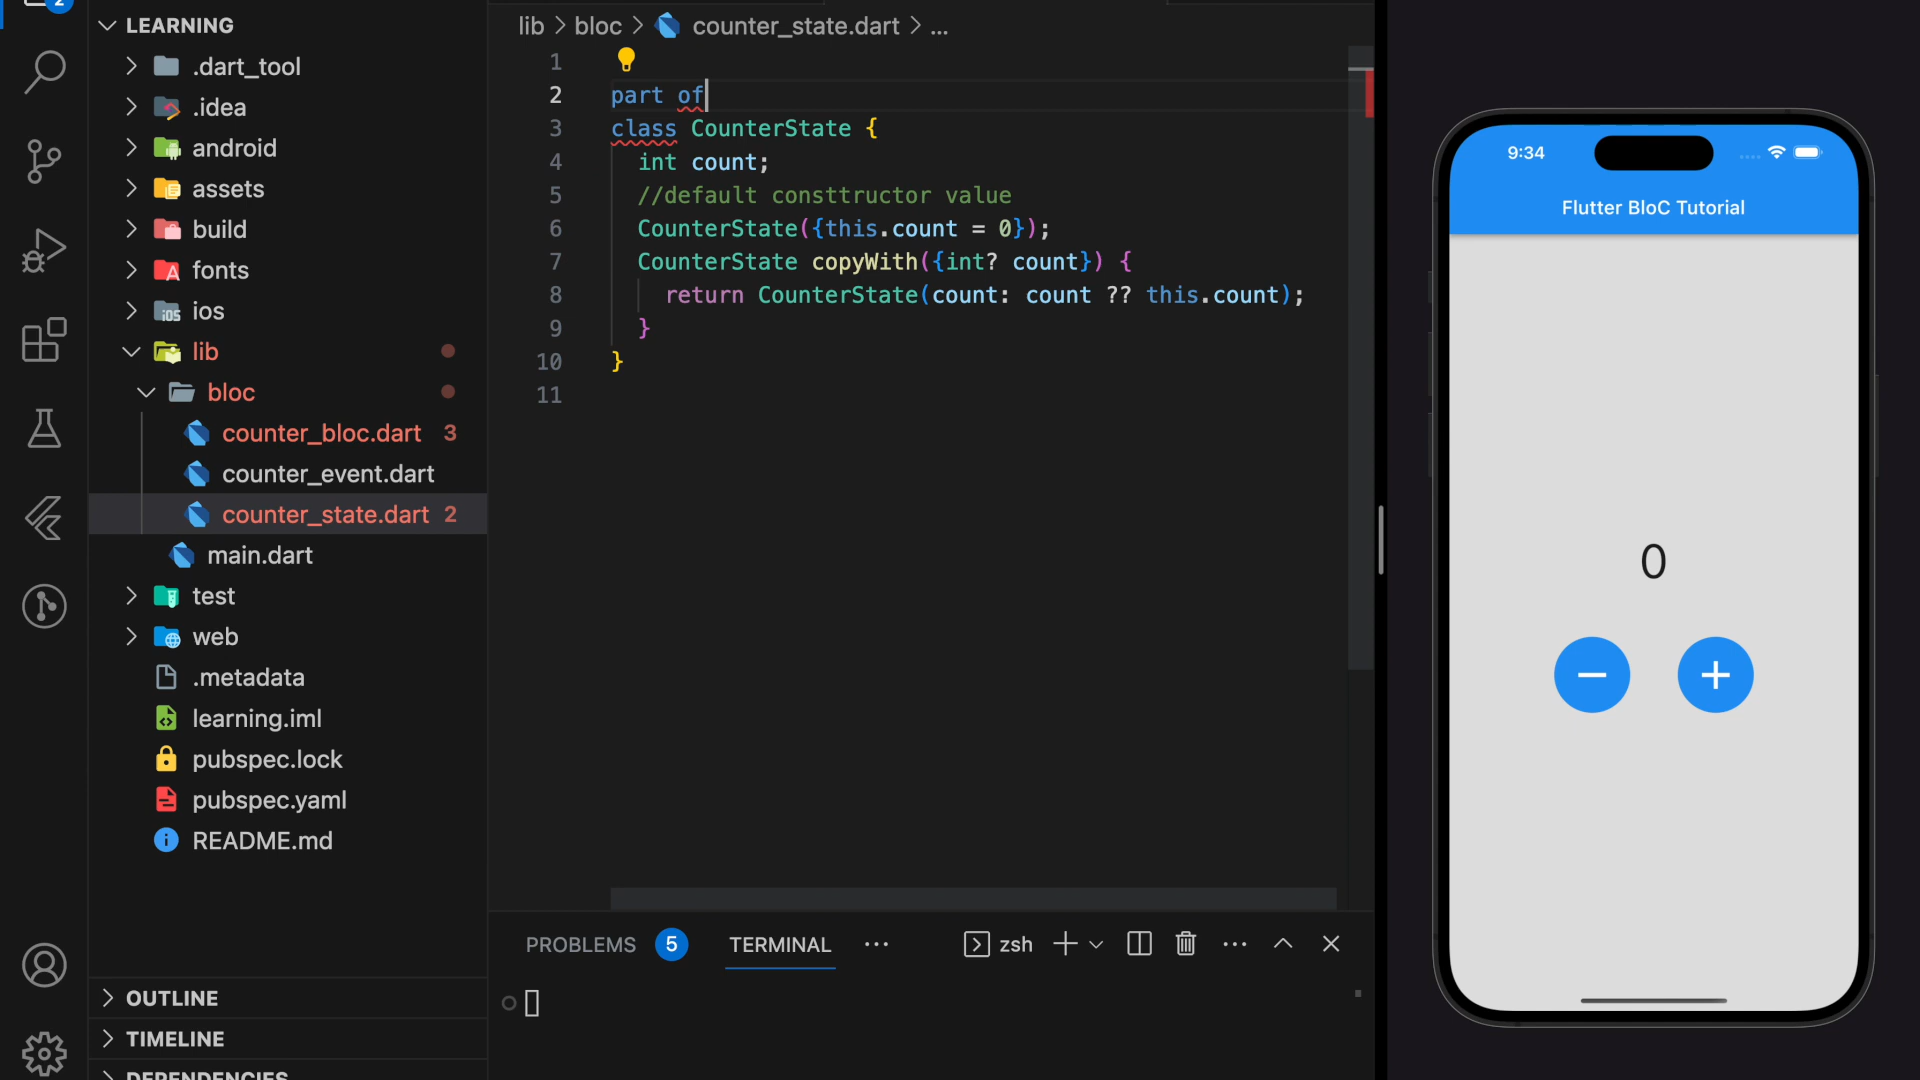 2
LEARNING
.dart_tool
.idea
android
assets
build
fonts
ios
lib
bloc
counter_bloc.dart 3
counter_event.dart
counter_state.dart 2
main.dart
test
web
.metadata
learning.iml
pubspec.lock
pubspec.yaml
README.md
OUTLINE
TIMELINE
DEPENDENCIES
lib > bloc > counter_state.dart > ...
1
2 part of
3 class CounterState {
4 int count;
5 //default consttructor value
6 CounterState({this.count = 0});
7 CounterState copyWith({int? count}) {
8 return CounterState(count: count ?? this.count);
9 }
10 }
11
PROBLEMS 5 TERMINAL ... zsh ...
9:34
Flutter BloC Tutorial
0